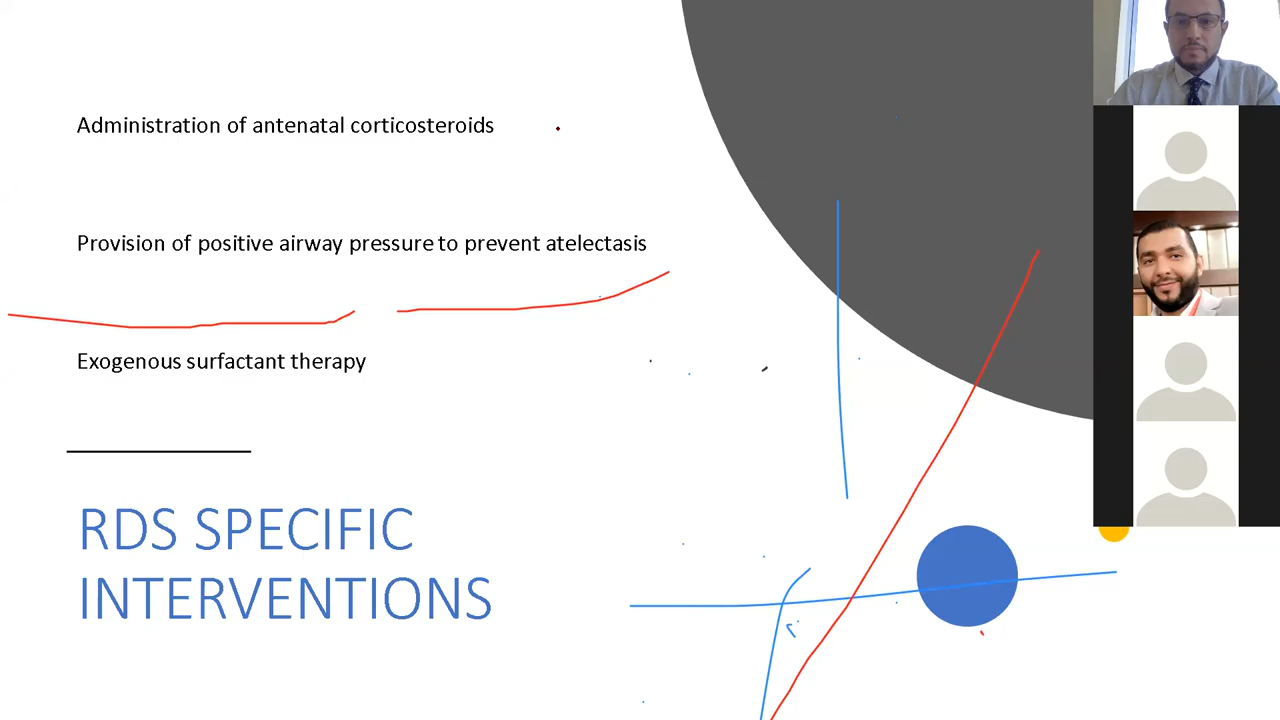 Administration of antenatal corticosteroids
Provision of positive airway pressure to prevent atelectasis
Exogenous surfactant therapy
RDS SPECIFIC
INTERVENTIONS